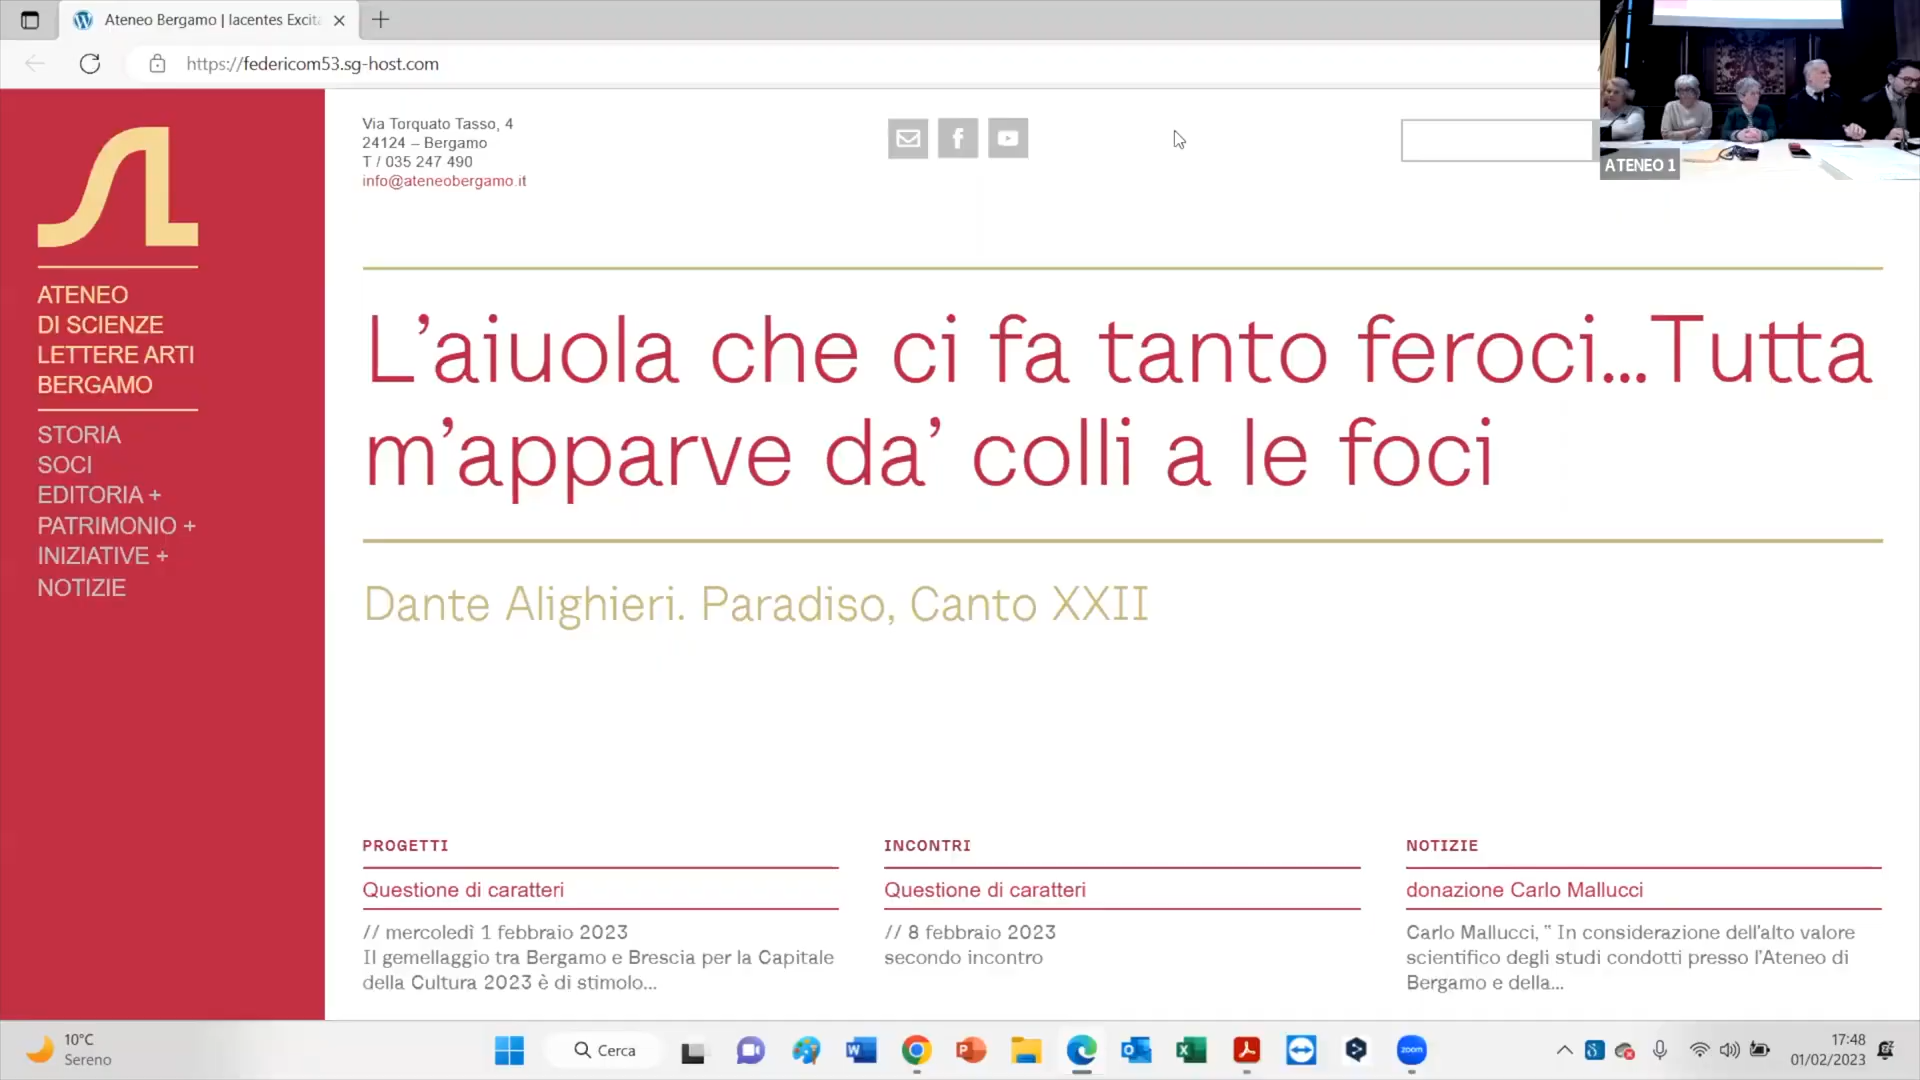 Ateneo Bergamo | Iacentes Excita
https://federicom53.sg-host.com
ATENEO 1
ATENEO
DI SCIENZE
LETTERE ARTI
BERGAMO
STORIA
SOCI
EDITORIA +
PATRIMONIO +
INIZIATIVE +
NOTIZIE
Via Torquato Tasso, 4
24124 – Bergamo
T / 035 247 490
info@ateneobergamo.it
L’aiuola che ci fa tanto feroci...Tutta
m’apparve da’ colli a le foci
Dante Alighieri. Paradiso, Canto XXII
PROGETTI
Questione di caratteri
// mercoledì 1 febbraio 2023
Il gemellaggio tra Bergamo e Brescia per la Capitale
della Cultura 2023 è di stimolo...
INCONTRI
Questione di caratteri
// 8 febbraio 2023
secondo incontro
NOTIZIE
donazione Carlo Mallucci
Carlo Mallucci, “ In considerazione dell’alto valore
scientifico degli studi condotti presso l’Ateneo di
Bergamo e della...
10°C
Sereno
Cerca
zoom
17:48
01/02/2023